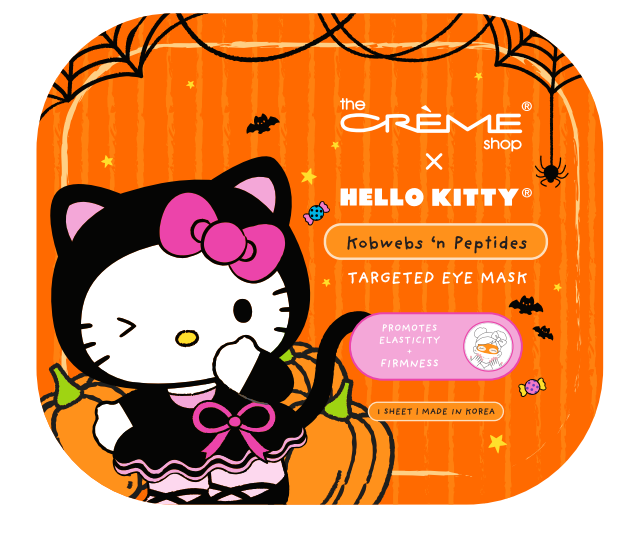 the
CRÈME®
shop
×
HELLO KITTY®
Kobwebs 'n Peptides
TARGETED EYE MASK
PROMOTES
ELASTICITY
+
FIRMNESS
1 SHEET | MADE IN KOREA